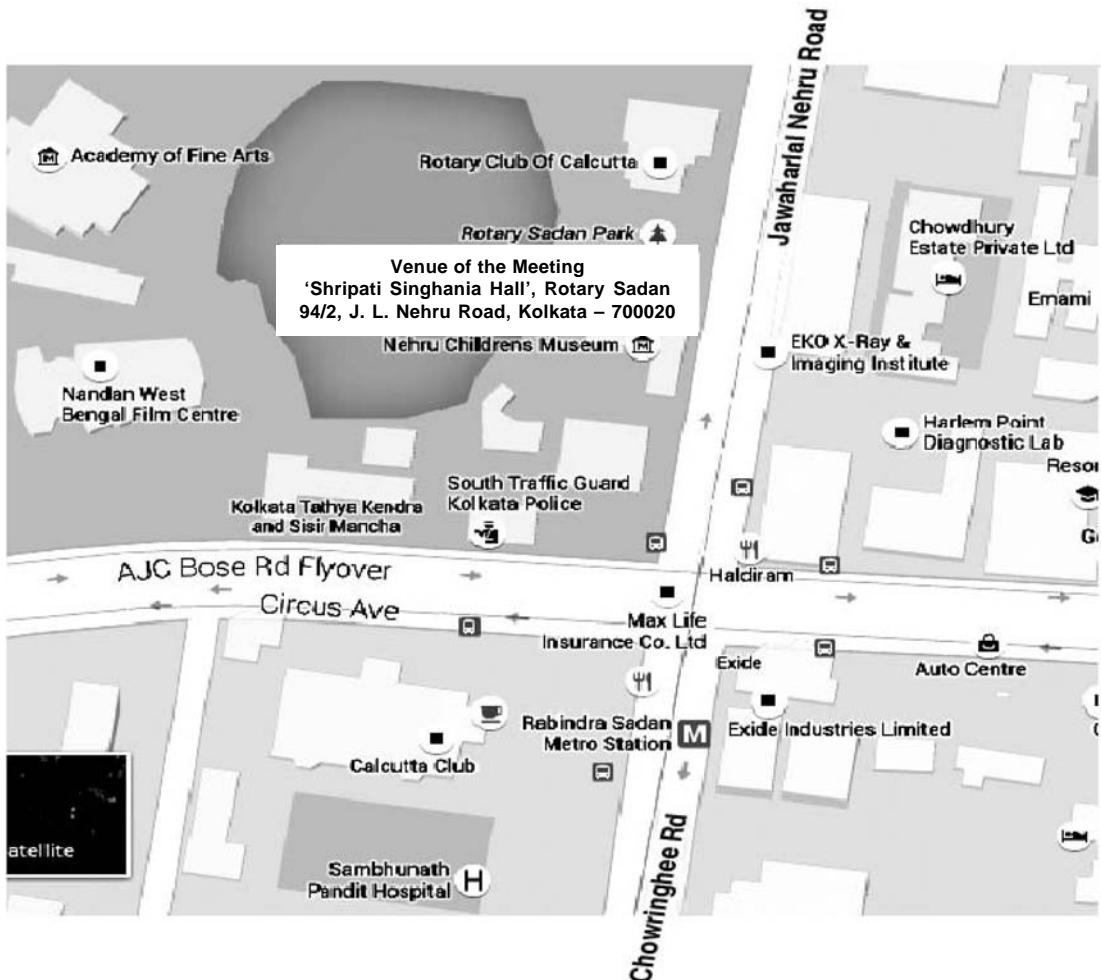 Jawaharlal Nehru Road
Academy of Fine Arts
Rotary Club Of Calcutta
Rotary Sadan Park
Chowdhury
Estate Private Ltd
Emami
Venue of the Meeting
‘Shripati Singhania Hall’, Rotary Sadan
94/2, J. L. Nehru Road, Kolkata – 700020
Nehru Childrens Museum
EKO X-Ray &
Imaging Institute
Nandan West
Bengal Film Centre
Harlem Point
Diagnostic Lab
South Traffic Guard
Kolkata Police
Kolkata Tathya Kendra
and Sisir Mancha
AJC Bose Rd Flyover
Haldiram
Circus Ave
Max Life
Insurance Co. Ltd
Exide
Auto Centre
Rabindra Sadan
Metro Station
M
Exide Industries Limited
Calcutta Club
atellite
Sambhunath
Pandit Hospital
H
Chowringhee Rd